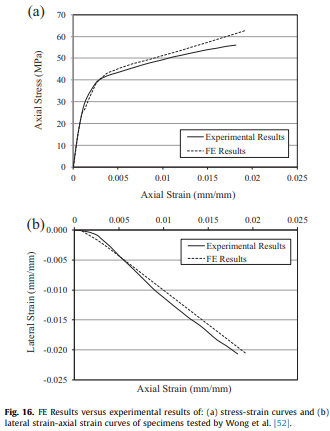 (a)
70
60
50
40
30
20
10
0
Axial Stress (MPa)
Experimental Results
FE Results
0 0.005 0.01 0.015 0.02 0.025
Axial Strain (mm/mm)
(b)
0 0.005 0.01 0.015 0.02 0.025
0.000
-0.005
-0.010
-0.015
-0.020
-0.025
Lateral Strain (mm/mm)
Experimental Results
FE Results
Axial Strain (mm/mm)
Fig. 16. FE Results versus experimental results of: (a) stress-strain curves and (b)
lateral strain-axial strain curves of specimens tested by Wong et al. [52].